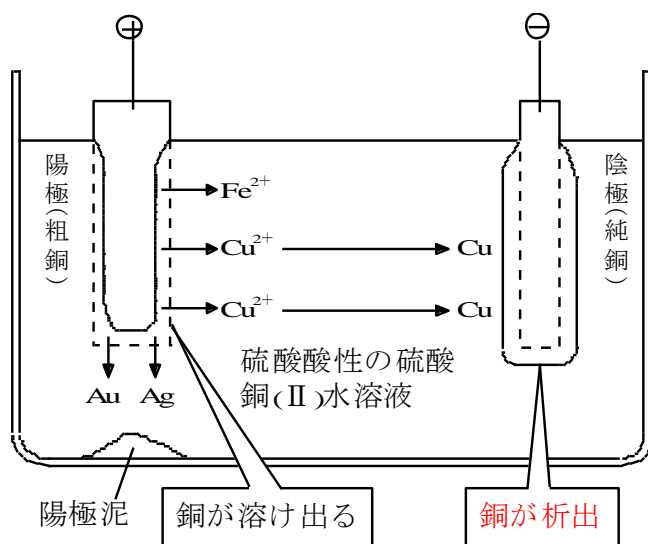 ⊕
⊖
陽極(粗銅)
Fe²⁺
Cu²⁺ Cu
Cu²⁺ Cu
陰極(純銅)
硫酸酸性の硫酸
銅(Ⅱ)水溶液
Au Ag
陽極泥
銅が溶け出る
銅が析出